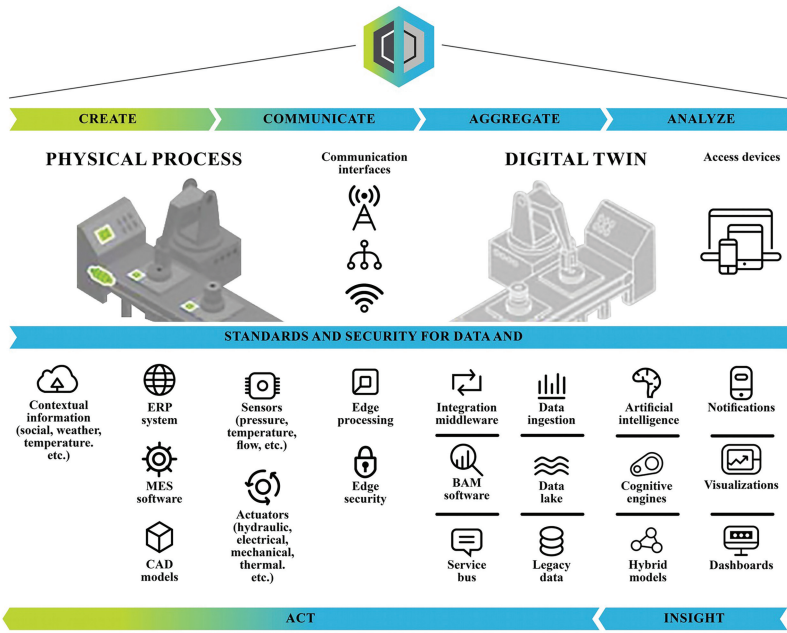 CREATE
COMMUNICATE
AGGREGATE
ANALYZE
PHYSICAL PROCESS
Communication
interfaces
DIGITAL TWIN
Access devices
STANDARDS AND SECURITY FOR DATA AND
Contextual
information
(social, weather,
temperature.
etc.)
ERP
system
Sensors
(pressure,
temperature,
flow, etc.)
Edge
processing
Integration
middleware
Data
ingestion
Artificial
intelligence
Notifications
MES
software
Actuators
(hydraulic,
electrical,
mechanical,
thermal.
etc.)
Edge
security
BAM
software
Data
lake
Cognitive
engines
Visualizations
CAD
models
Service
bus
Legacy
data
Hybrid
models
Dashboards
ACT
INSIGHT